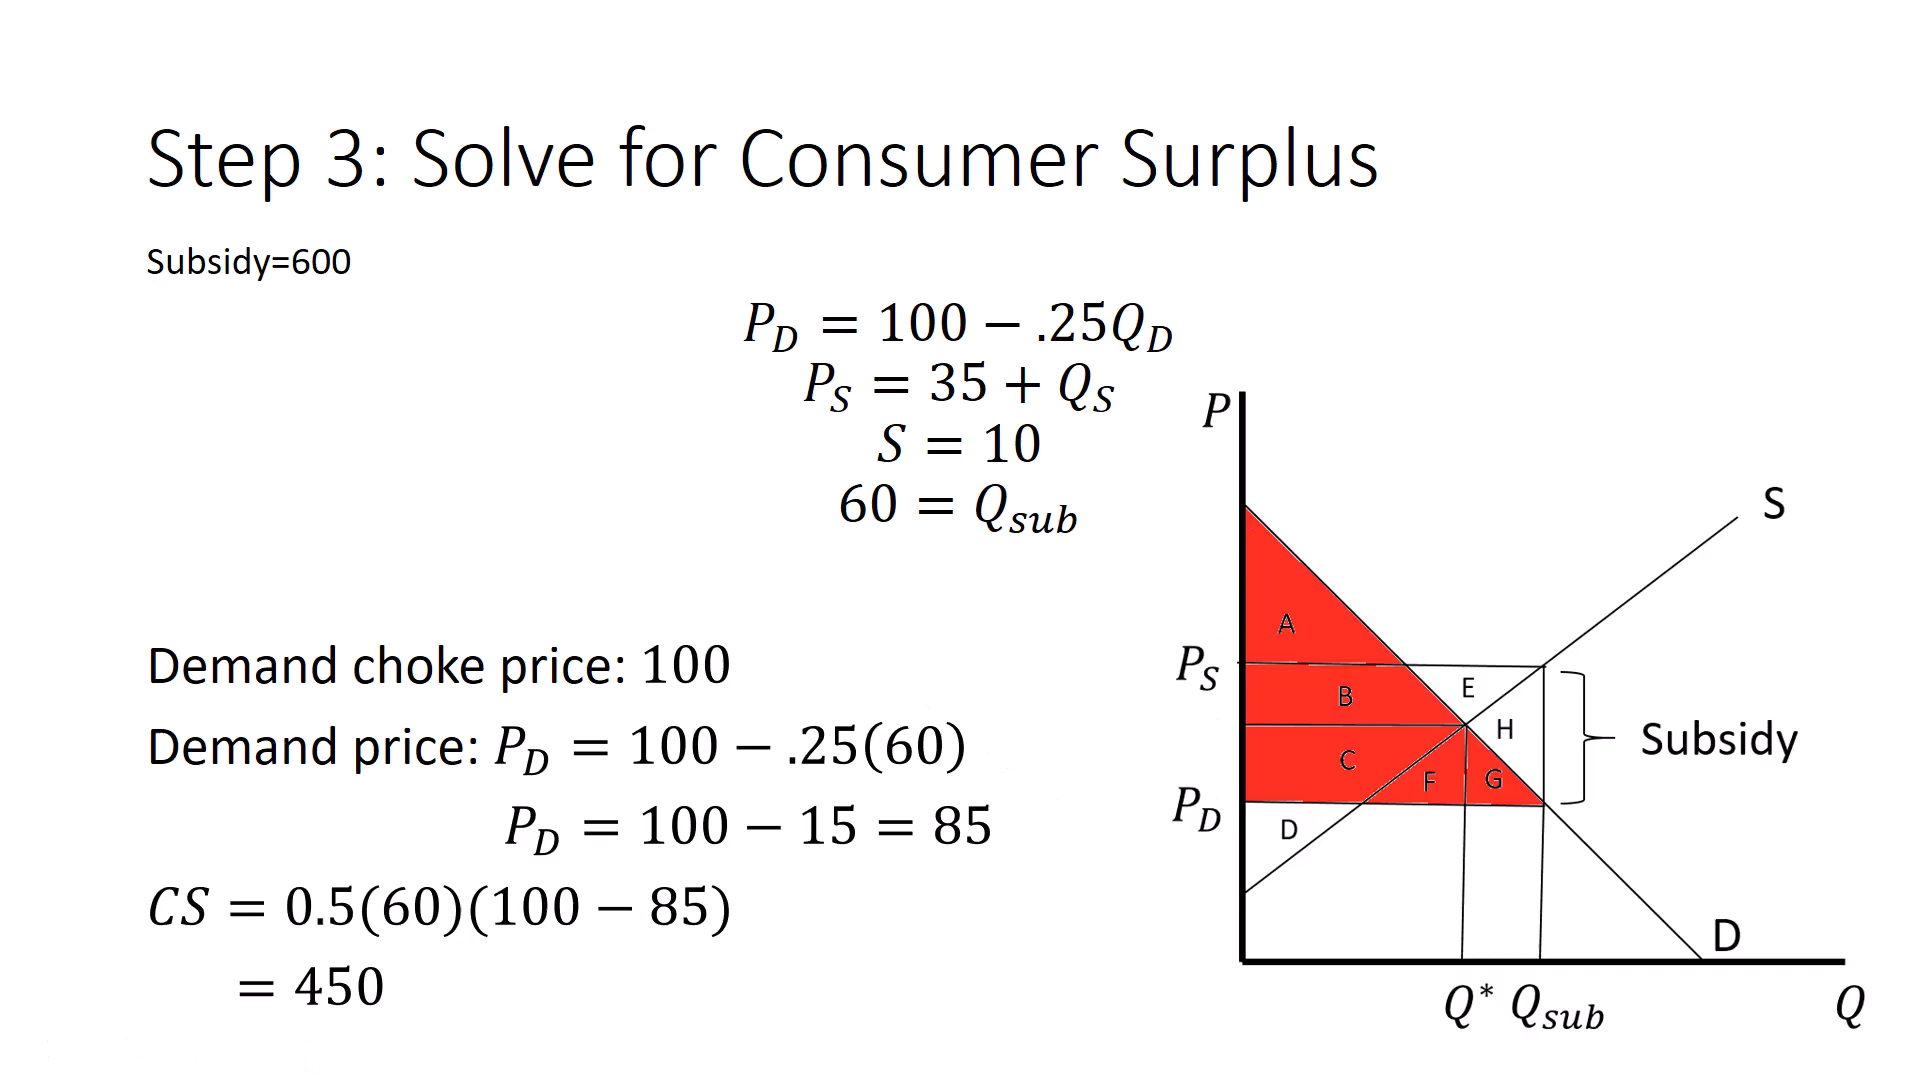 Step 3: Solve for Consumer Surplus
Subsidy=600
P_D = 100 − .25Q_D
P_S = 35 + Q_S
S = 10
60 = Q_sub
Demand choke price: 100
Demand price: P_D = 100 − .25(60)
P_D = 100 − 15 = 85
CS = 0.5(60)(100 − 85)
= 450
P
S
A
P_S
E
B
H
Subsidy
C
F
G
P_D
D
D
Q* Q_sub
Q